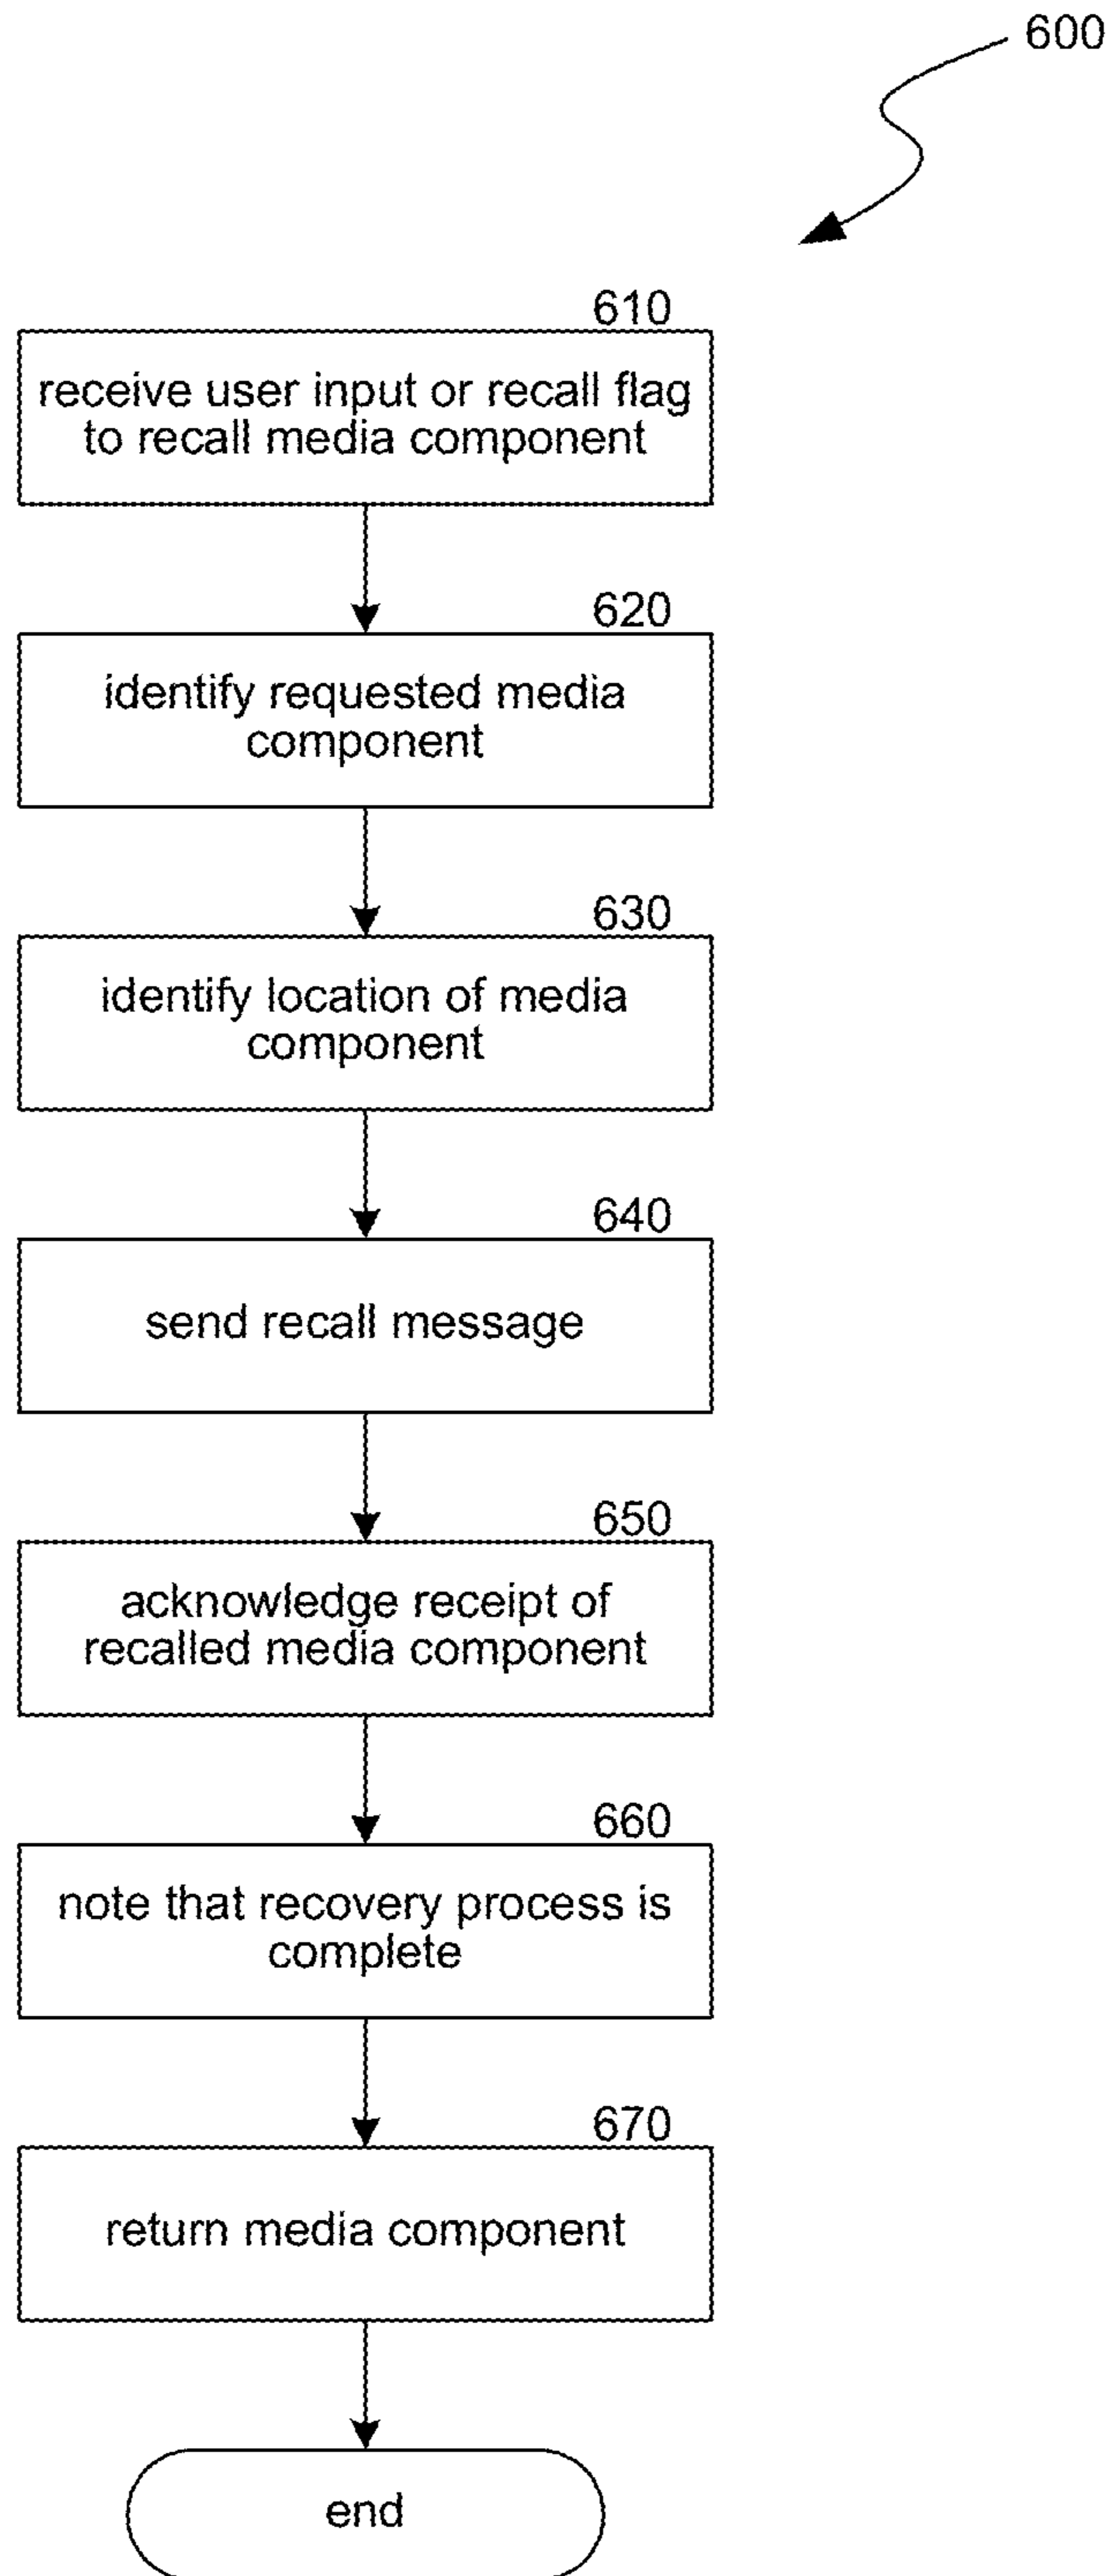 600
610
receive user input or recall flag
to recall media component
620
identify requested media
component
630
identify location of media
component
640
send recall message
650
acknowledge receipt of
recalled media component
660
note that recovery process is
complete
670
return media component
end